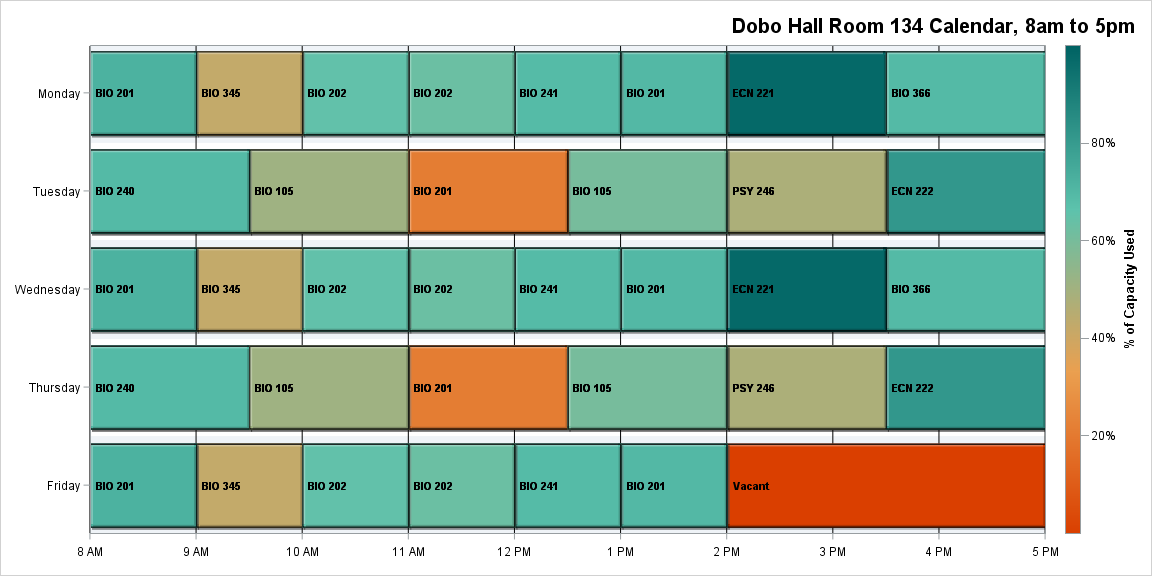 Dobo Hall Room 134 Calendar, 8am to 5pm
Monday BIO 201 BIO 345 BIO 202 BIO 202 BIO 241 BIO 201 ECN 221 BIO 366
80%
Tuesday BIO 240 BIO 105 BIO 201 BIO 105 PSY 246 ECN 222
60%
% of Capacity Used
Wednesday BIO 201 BIO 345 BIO 202 BIO 202 BIO 241 BIO 201 ECN 221 BIO 366
40%
Thursday BIO 240 BIO 105 BIO 201 BIO 105 PSY 246 ECN 222
20%
Friday BIO 201 BIO 345 BIO 202 BIO 202 BIO 241 BIO 201 Vacant
8 AM 9 AM 10 AM 11 AM 12 PM 1 PM 2 PM 3 PM 4 PM 5 PM